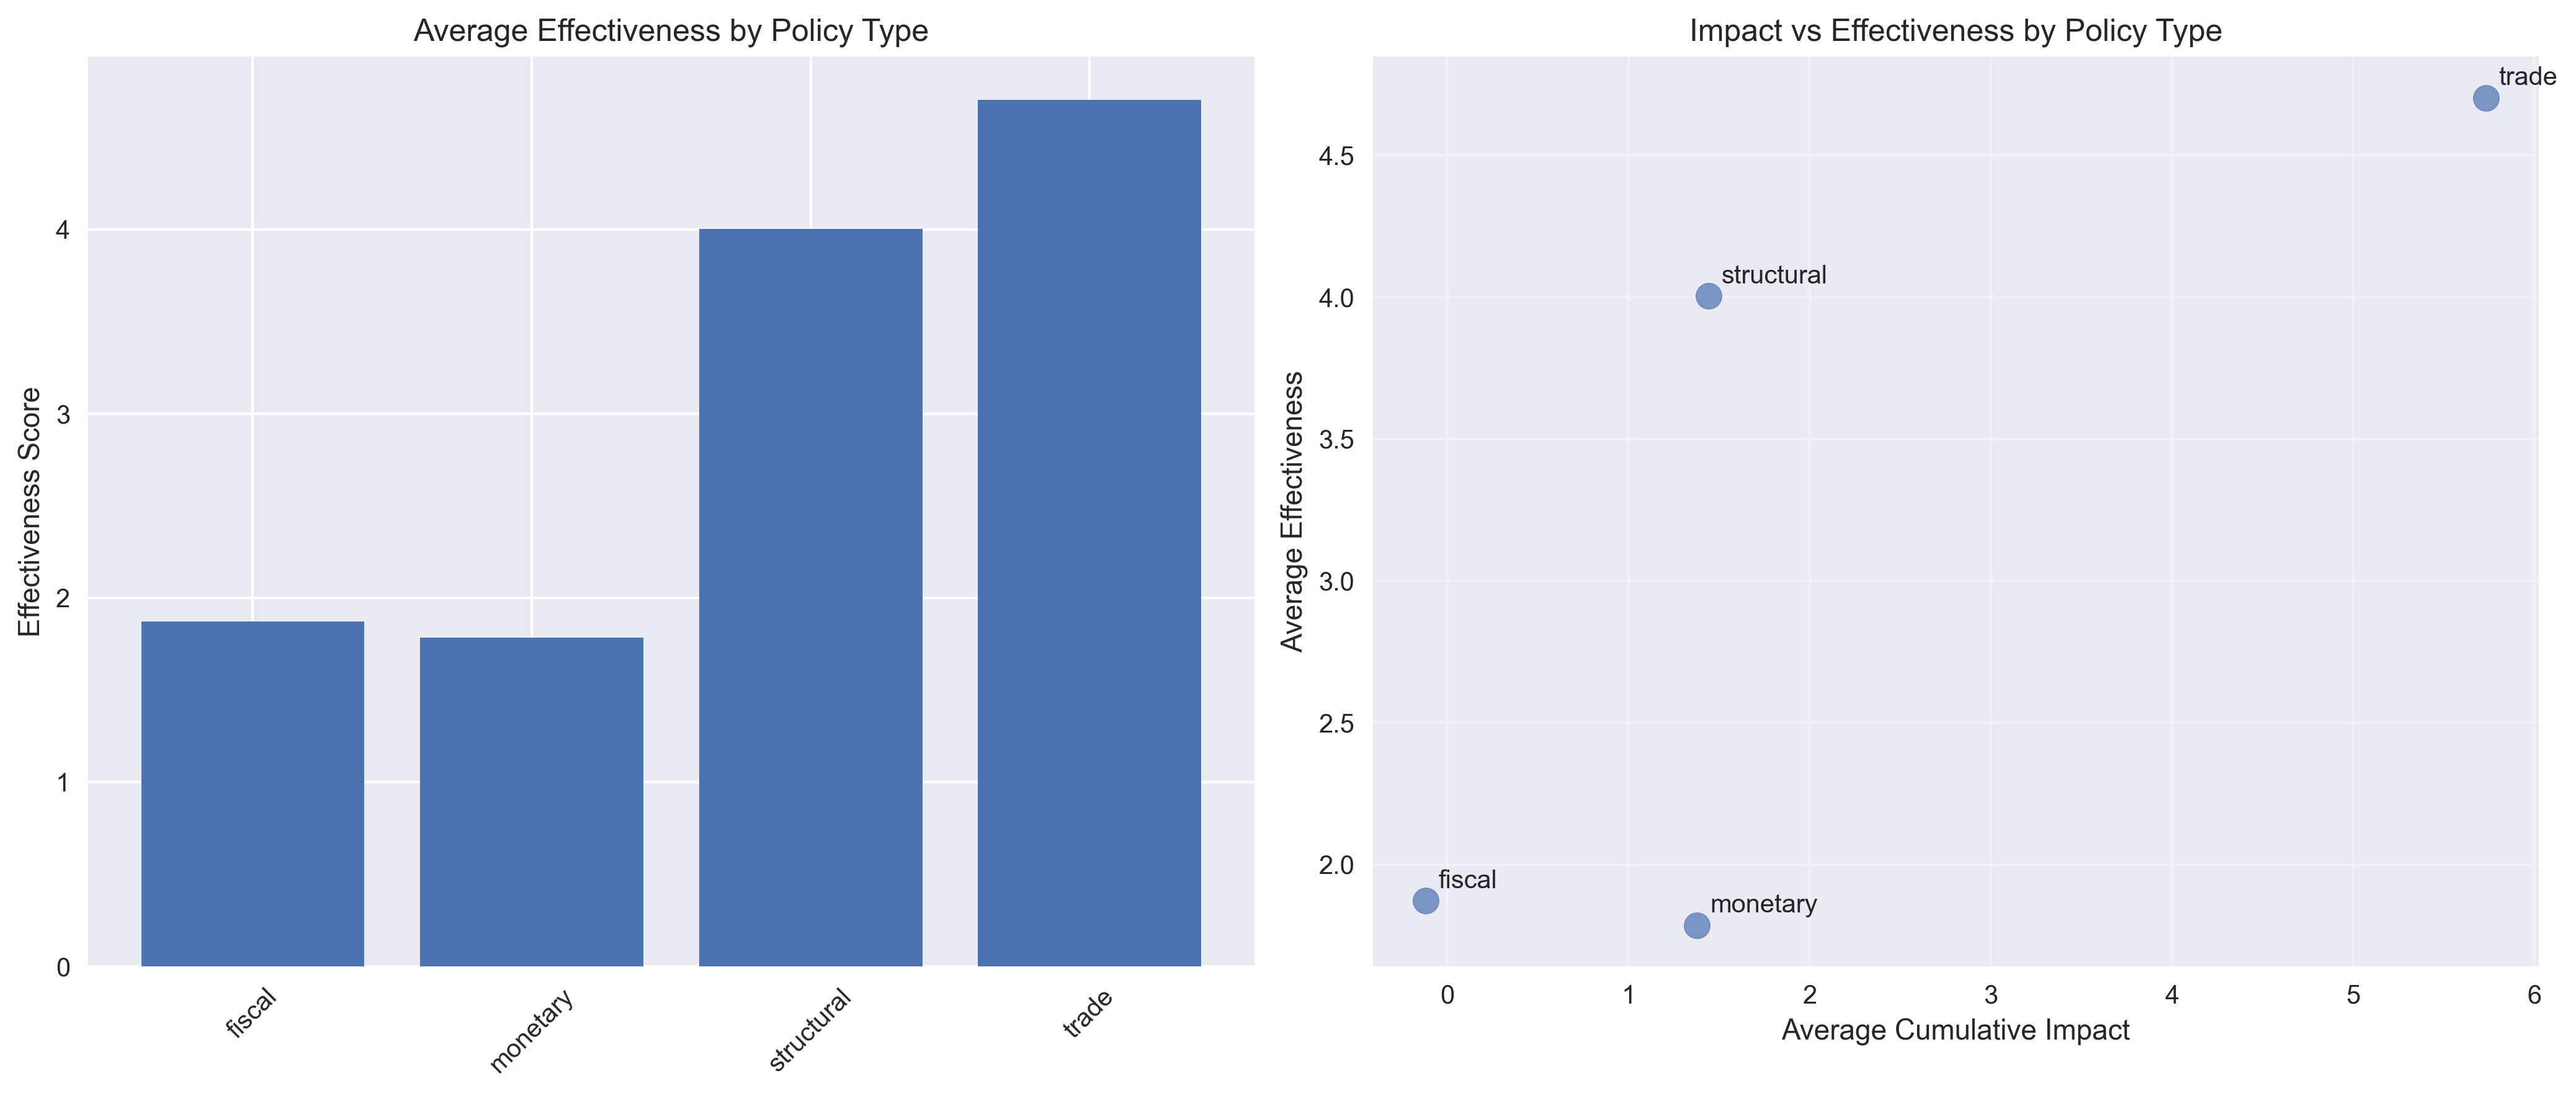 Average Effectiveness by Policy Type
Effectiveness Score
4
3
2
1
0
fiscal
monetary
structural
trade
Impact vs Effectiveness by Policy Type
Average Effectiveness
4.5
4.0
3.5
3.0
2.5
2.0
trade
structural
fiscal
monetary
0 1 2 3 4 5 6
Average Cumulative Impact